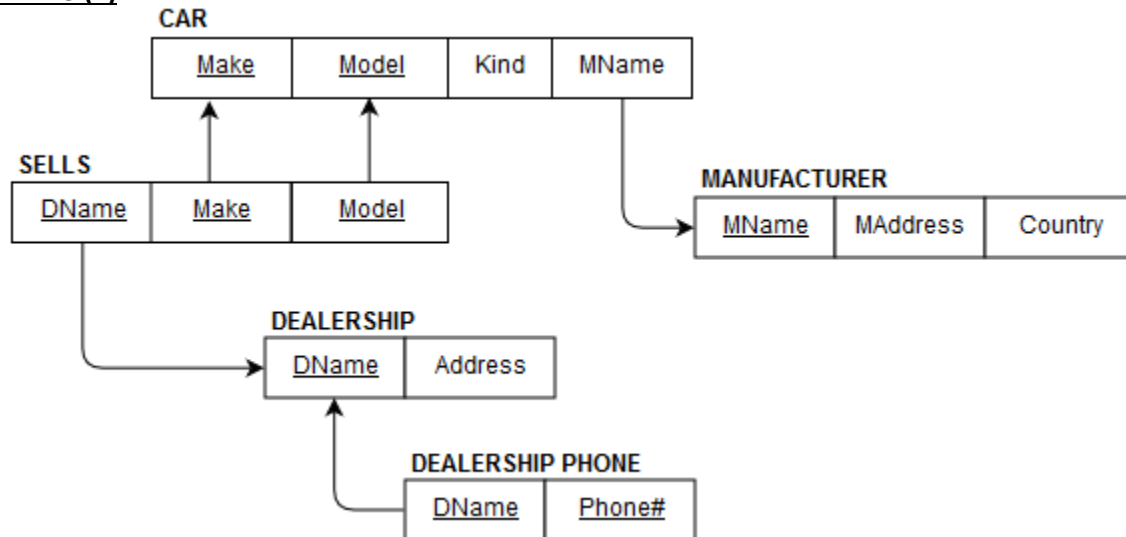 CAR
Make Model Kind MName
SELLS
DName Make Model
MANUFACTURER
MName MAddress Country
DEALERSHIP
DName Address
DEALERSHIP PHONE
DName Phone#